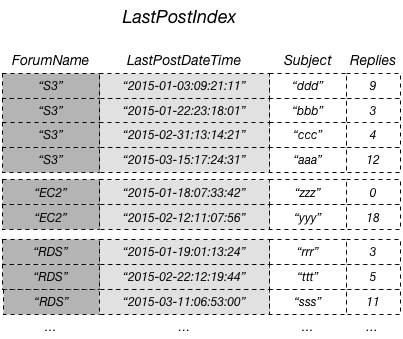 LastPostIndex
ForumName LastPostDateTime Subject Replies
“S3” “2015-01-03:09:21:11” “ddd” 9
“S3” “2015-01-22:23:18:01” “bbb” 3
“S3” “2015-02-31:13:14:21” “ccc” 4
“S3” “2015-03-15:17:24:31” “aaa” 12
“EC2” “2015-01-18:07:33:42” “zzz” 0
“EC2” “2015-02-12:11:07:56” “yyy” 18
“RDS” “2015-01-19:01:13:24” “rrr” 3
“RDS” “2015-02-22:12:19:44” “ttt” 5
“RDS” “2015-03-11:06:53:00” “sss” 11
... ... ... ...